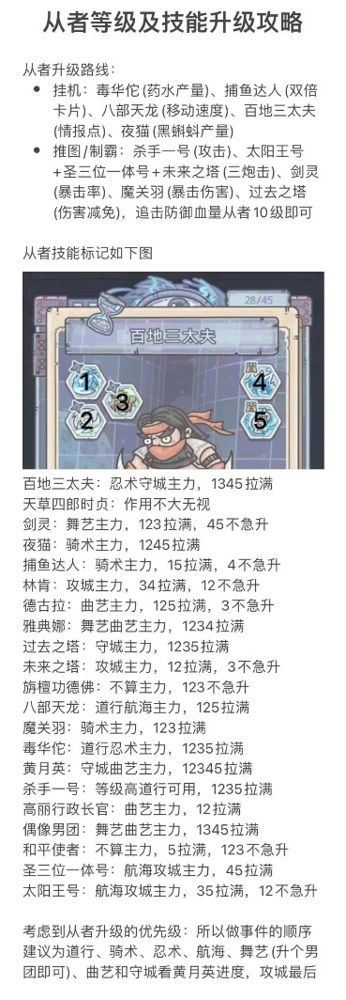 从者等级及技能升级攻略
从者升级路线：
● 挂机：毒华佗(药水产量)、捕鱼达人(双倍
卡片)、八部天龙(移动速度)、百地三太夫
(情报点)、夜猫(黑蝌蚪产量)
● 推图/制霸：杀手一号(攻击)、太阳王号
+圣三位一体号+未来之塔(三炮击)、剑灵
(暴击率)、魔关羽(暴击伤害)、过去之塔
(伤害减免)，追击防御血量从者10级即可
从者技能标记如下图
28/45
百地三太夫
1
4
3
2
5
百地三太夫：忍术守城主力，1345拉满
天草四郎时贞：作用不大无视
剑灵：舞艺主力，123拉满，45不急升
夜猫：骑术主力，1245拉满
捕鱼达人：骑术主力，15拉满，4不急升
林肯：攻城主力，34拉满，12不急升
德古拉：曲艺主力，125拉满，3不急升
雅典娜：舞艺曲艺主力，1234拉满
过去之塔：守城主力，1235拉满
未来之塔：攻城主力，12拉满，3不急升
旃檀功德佛：不算主力，123不急升
八部天龙：道行航海主力，125拉满
魔关羽：骑术主力，123拉满
毒华佗：道行忍术主力，1235拉满
黄月英：守城曲艺主力，12345拉满
杀手一号：等级高道行可用，1235拉满
高丽行政长官：曲艺主力，12拉满
偶像男团：舞艺曲艺主力，1345拉满
和平使者：不算主力，5拉满，123不急升
圣三位一体号：航海攻城主力，45拉满
太阳王号：航海攻城主力，35拉满，12不急升
考虑到从者升级的优先级：所以做事件的顺序
建议为道行、骑术、忍术、航海、舞艺(升个男
团即可)、曲艺和守城看黄月英进度，攻城最后